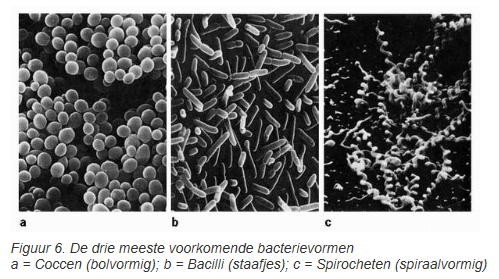 a b c
Figuur 6. De drie meeste voorkomende bacterievormen
a = Coccen (bolvormig); b = Bacilli (staafjes); c = Spirocheten (spiraalvormig)